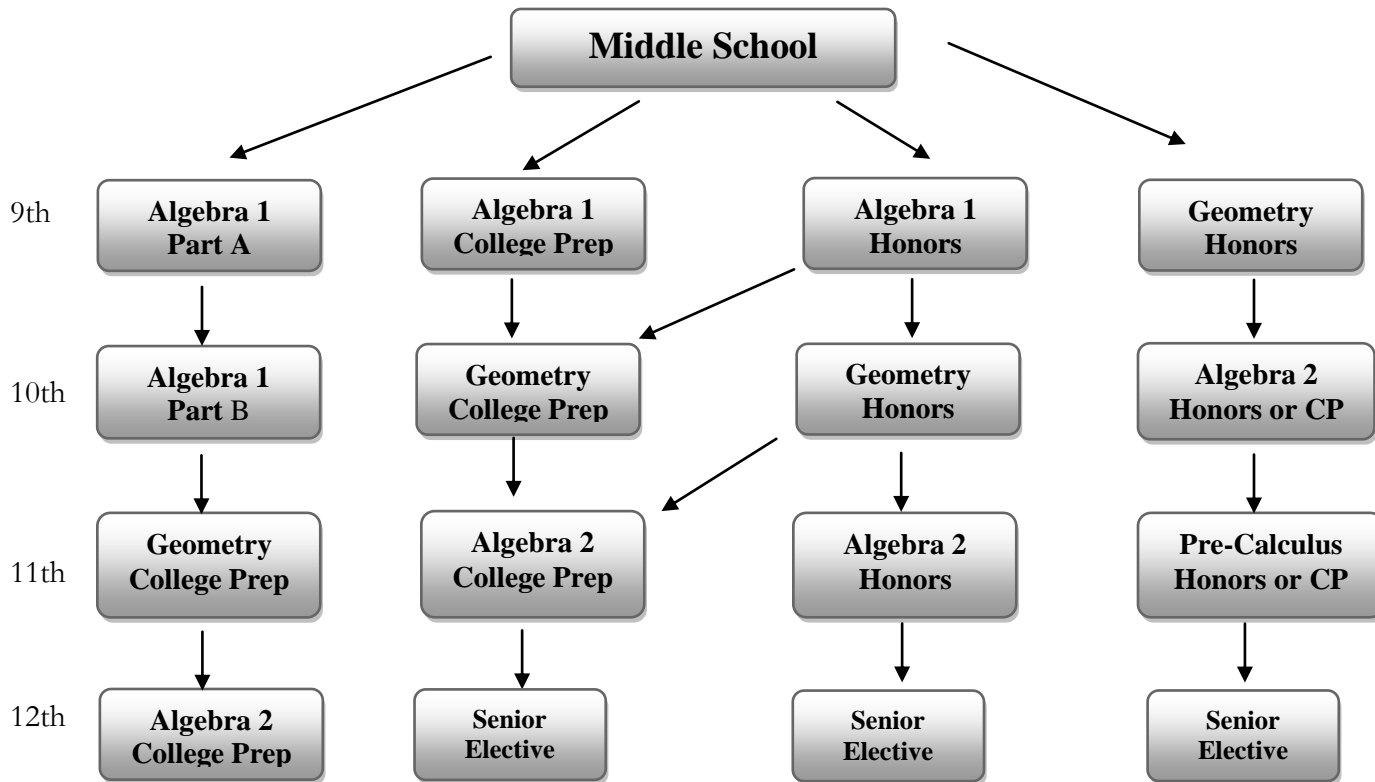 Middle School
9th
Algebra 1
Part A
Algebra 1
College Prep
Algebra 1
Honors
Geometry
Honors
10th
Algebra 1
Part B
Geometry
College Prep
Geometry
Honors
Algebra 2
Honors or CP
11th
Geometry
College Prep
Algebra 2
College Prep
Algebra 2
Honors
Pre-Calculus
Honors or CP
12th
Algebra 2
College Prep
Senior
Elective
Senior
Elective
Senior
Elective